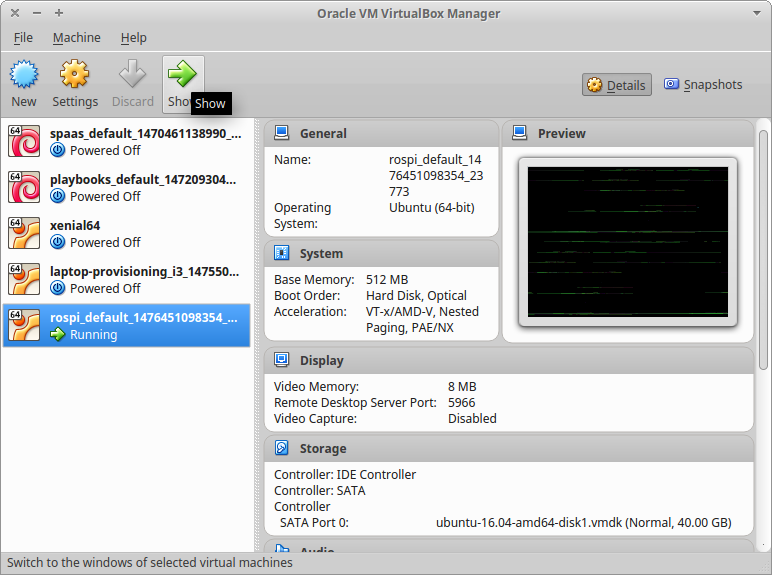 Oracle VM VirtualBox Manager
File Machine Help
New Settings Discard Show Details Snapshots
64 spaas_default_1470461138990_...
Powered Off
64 playbooks_default_147209304...
Powered Off
64 xenial64
Powered Off
64 laptop-provisioning_i3_147550...
Powered Off
64 rospi_default_1476451098354_...
Running
General
Name: rospi_default_14
76451098354_23
773
Operating Ubuntu (64-bit)
System:
Preview
System
Base Memory: 512 MB
Boot Order: Hard Disk, Optical
Acceleration: VT-x/AMD-V, Nested
Paging, PAE/NX
Display
Video Memory: 8 MB
Remote Desktop Server Port: 5966
Video Capture: Disabled
Storage
Controller: IDE Controller
Controller: SATA
Controller
SATA Port 0: ubuntu-16.04-amd64-disk1.vmdk (Normal, 40.00 GB)
Audio
Switch to the windows of selected virtual machines